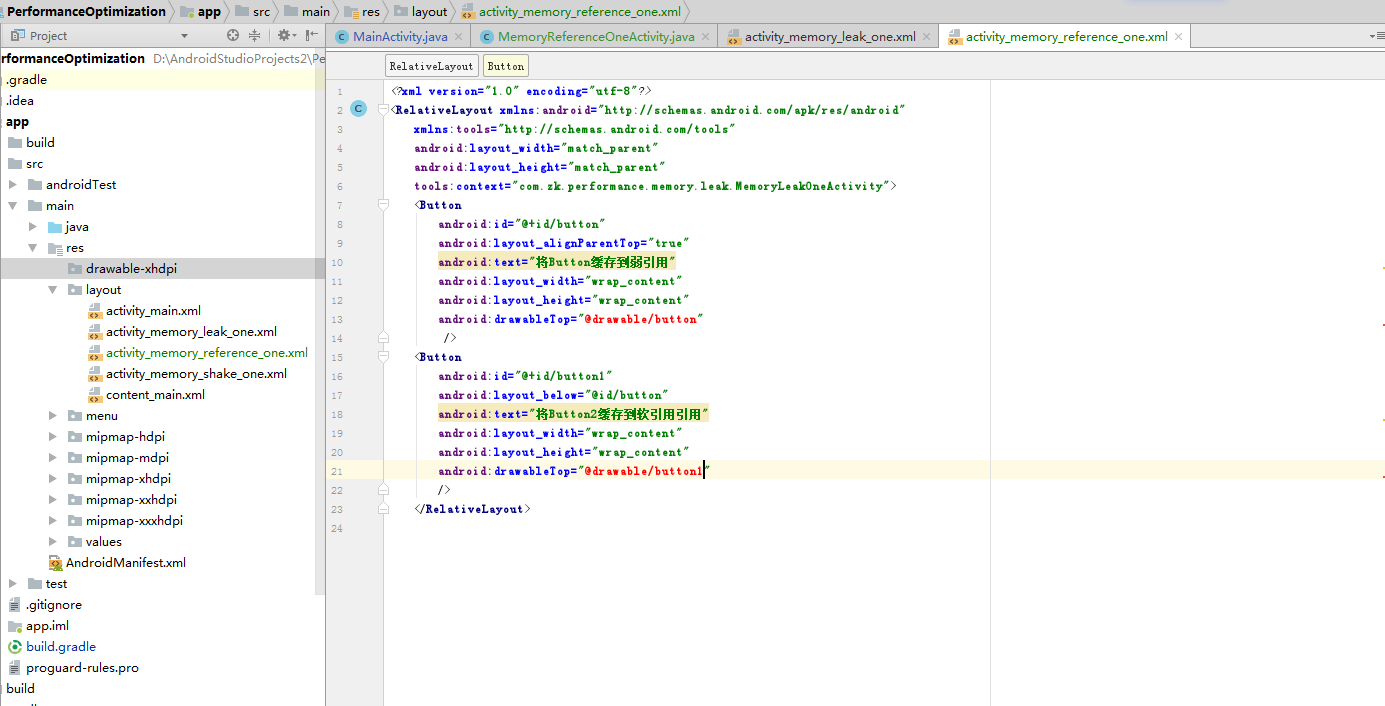 PerformanceOptimization app src main res layout activity_memory_reference_one.xml
Project
MainActivity.java MemoryReferenceOneActivity.java activity_memory_leak_one.xml activity_memory_reference_one.xml
rformanceOptimization D:\AndroidStudioProjects2\Pe
.gradle
.idea
app
build
src
androidTest
main
java
res
drawable-xhdpi
layout
activity_main.xml
activity_memory_leak_one.xml
activity_memory_reference_one.xml
activity_memory_shake_one.xml
content_main.xml
menu
mipmap-hdpi
mipmap-mdpi
mipmap-xhdpi
mipmap-xxhdpi
mipmap-xxxhdpi
values
AndroidManifest.xml
test
.gitignore
app.iml
build.gradle
proguard-rules.pro
build
RelativeLayout Button
1 <?xml version="1.0" encoding="utf-8"?>
2 C <RelativeLayout xmlns:android="http://schemas.android.com/apk/res/android"
3 xmlns:tools="http://schemas.android.com/tools"
4 android:layout_width="match_parent"
5 android:layout_height="match_parent"
6 tools:context="com.zk.performance.memory.leak.MemoryLeakOneActivity">
7 <Button
8 android:id="@+id/button"
9 android:layout_alignParentTop="true"
10 android:text="将Button缓存到弱引用"
11 android:layout_width="wrap_content"
12 android:layout_height="wrap_content"
13 android:drawableTop="@drawable/button"
14 />
15 <Button
16 android:id="@+id/button1"
17 android:layout_below="@id/button"
18 android:text="将Button2缓存到软引用引用"
19 android:layout_width="wrap_content"
20 android:layout_height="wrap_content"
21 android:drawableTop="@drawable/button1"
22 />
23 </RelativeLayout>
24